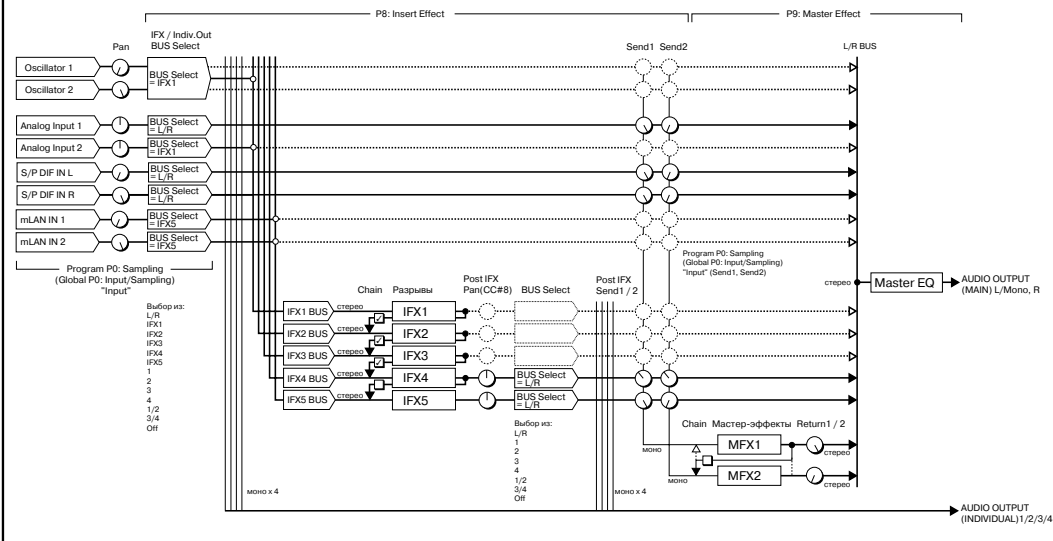 P8: Insert Effect
P9: Master Effect
IFX / Indiv.Out
BUS Select
Pan
Send1 Send2
L/R BUS
Oscillator 1
Oscillator 2
BUS Select
= IFX1
Analog Input 1
BUS Select
= L/R
Analog Input 2
BUS Select
= IFX1
S/P DIF IN L
BUS Select
= L/R
S/P DIF IN R
BUS Select
= L/R
mLAN IN 1
BUS Select
= IFX5
mLAN IN 2
BUS Select
= IFX5
Program P0: Sampling
(Global P0: Input/Sampling)
"Input"
Program P0: Sampling
(Global P0: Input/Sampling)
"Input" (Send1, Send2)
стерео
Master EQ
AUDIO OUTPUT
(MAIN) L/Mono, R
Chain
Разрывы
Post IFX
Pan(CC#8)
BUS Select
Post IFX
Send1 / 2
Выбор из:
L/R
IFX1
IFX2
IFX3
IFX4
IFX5
1
2
3
4
1/2
3/4
Off
IFX1 BUS
стерео
IFX1
IFX2 BUS
стерео
IFX2
IFX3 BUS
стерео
IFX3
IFX4 BUS
стерео
IFX4
BUS Select
= L/R
IFX5 BUS
стерео
IFX5
BUS Select
= L/R
Выбор из:
L/R
1
2
3
4
1/2
3/4
Off
Chain Мастер-эффекты Return1 / 2
моно
MFX1
стерео
моно
MFX2
стерео
моно x 4
моно x 4
AUDIO OUTPUT
(INDIVIDUAL)1/2/3/4